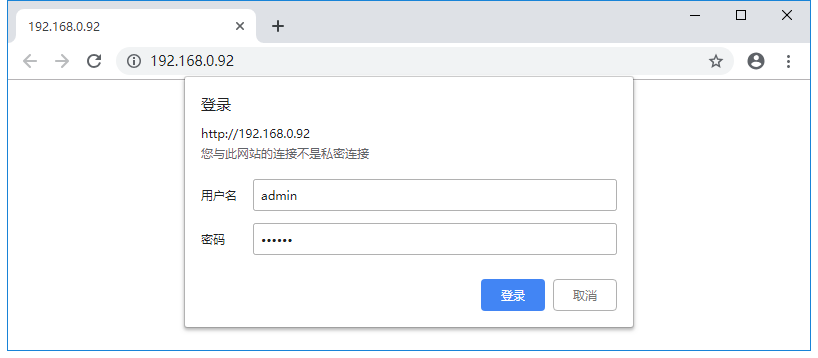 192.168.0.92
192.168.0.92
登录
http://192.168.0.92
您与此网站的连接不是私密连接
用户名 admin
密码 ••••••
登录 取消